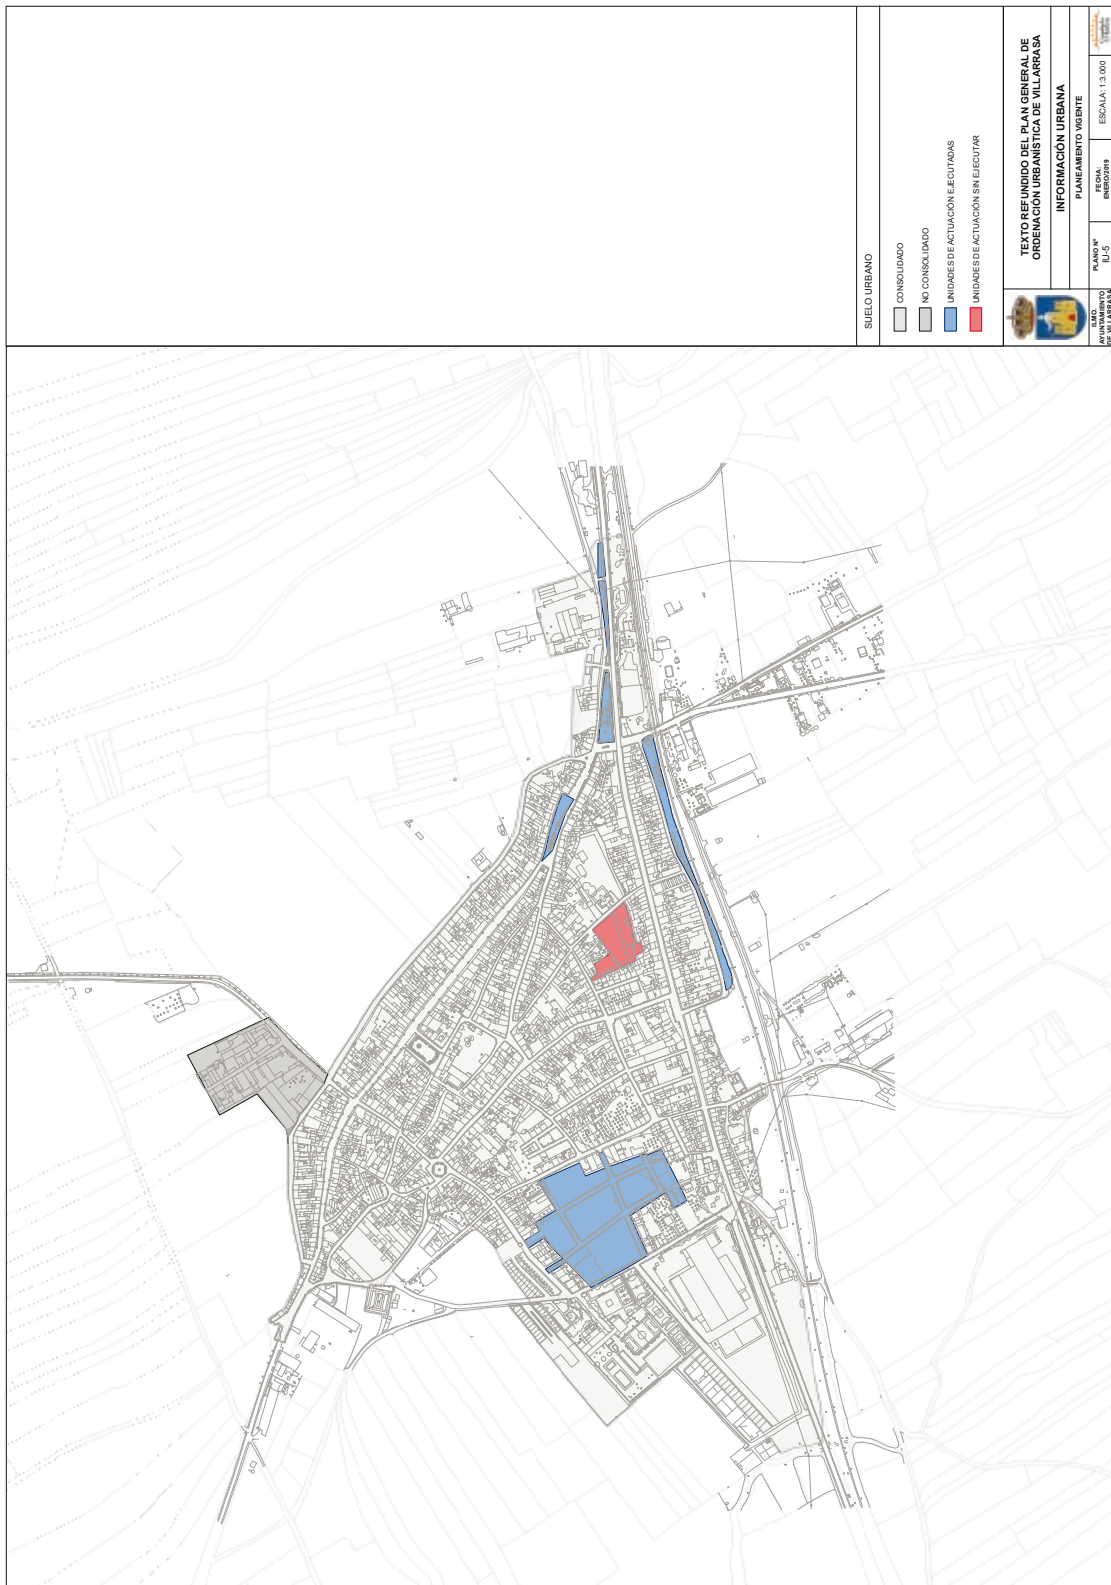 SUELO URBANO
CONSOLIDADO
NO CONSOLIDADO
UNIDADES DE ACTUACIÓN EJECUTADAS
UNIDADES DE ACTUACIÓN SIN EJECUTAR
TEXTO REFUNDIDO DEL PLAN GENERAL DE
ORDENACIÓN URBANÍSTICA DE VILLARRASA
INFORMACIÓN URBANA
PLANEAMIENTO VIGENTE
ILMO.
AYUNTAMIENTO
DE VILLARRASA
PLANO Nº
IU-5
FECHA:
ENERO/2019
ESCALA: 1:3.000